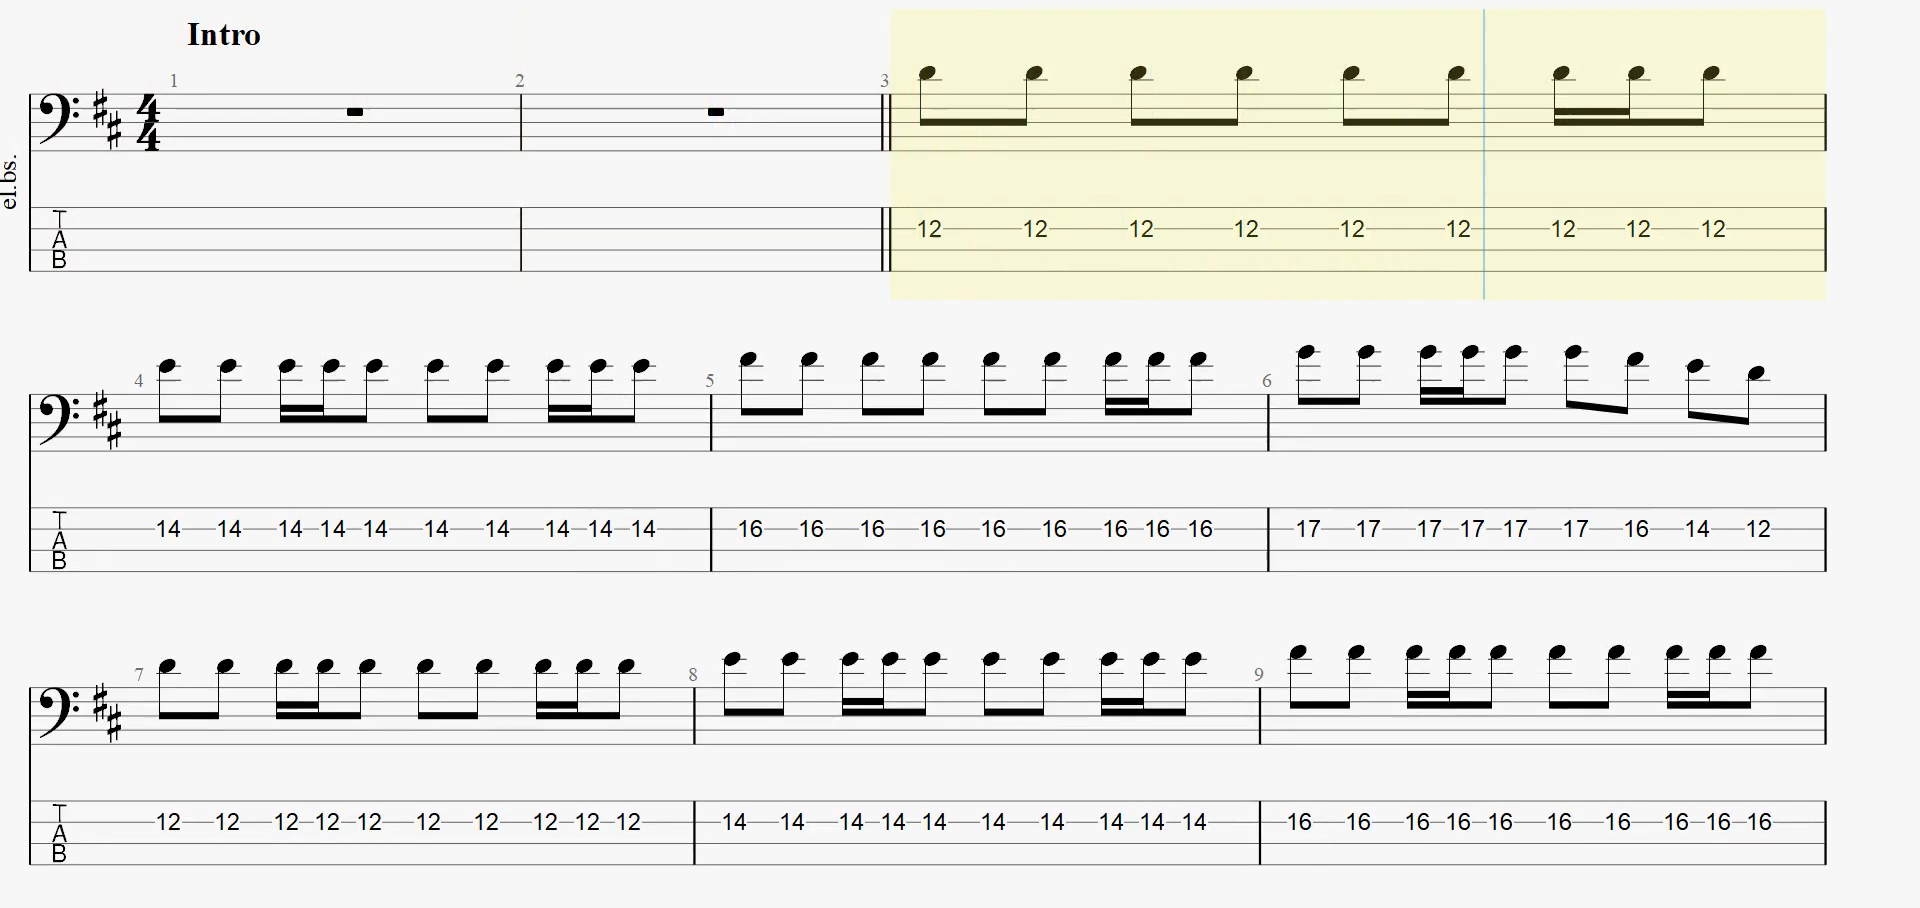 Intro
1 2 3
4
4
el.bs.
T
A
B
12 12 12 12 12 12 12 12 12
4 5 6
T
A
B
14 14 14 14 14 14 14 14 14 14 16 16 16 16 16 16 16 16 16 17 17 17 17 17 17 16 14 12
7 8 9
T
A
B
12 12 12 12 12 12 12 12 12 12 14 14 14 14 14 14 14 14 14 14 16 16 16 16 16 16 16 16 16 16